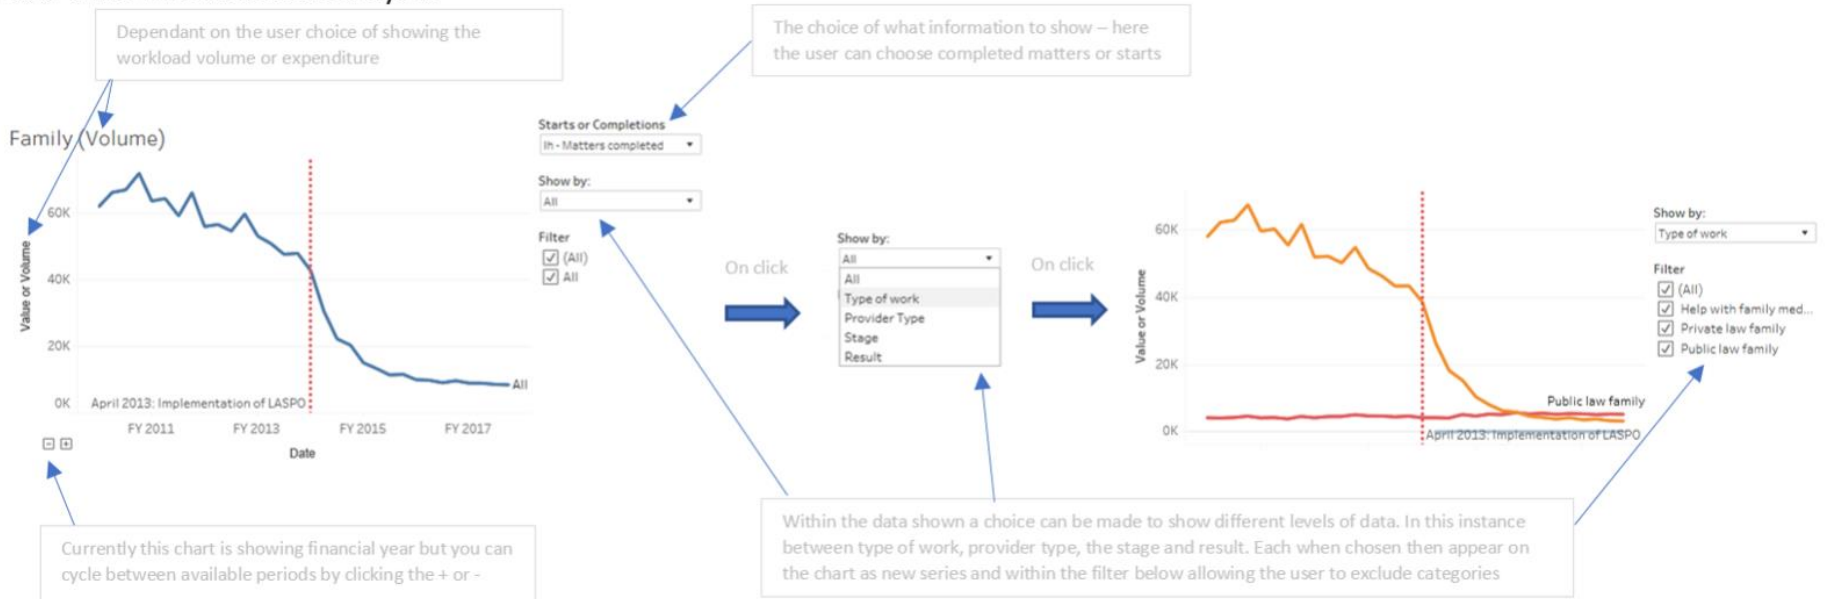 Dependant on the user choice of showing the
workload volume or expenditure
The choice of what information to show – here
the user can choose completed matters or starts
Family (Volume)
60K
40K
20K
0K
Value or Volume
April 2013: Implementation of LASPO
All
FY 2011
FY 2013
FY 2015
FY 2017
Date
Starts or Completions
lh - Matters completed
Show by:
All
Filter
(All)
All
On click
Show by:
All
All
Type of work
Provider Type
Stage
Result
On click
60K
40K
20K
0K
Value or Volume
Public law family
April 2013: Implementation of LASPO
Show by:
Type of work
Filter
(All)
Help with family med...
Private law family
Public law family
Currently this chart is showing financial year but you can
cycle between available periods by clicking the + or -
Within the data shown a choice can be made to show different levels of data. In this instance
between type of work, provider type, the stage and result. Each when chosen then appear on
the chart as new series and within the filter below allowing the user to exclude categories